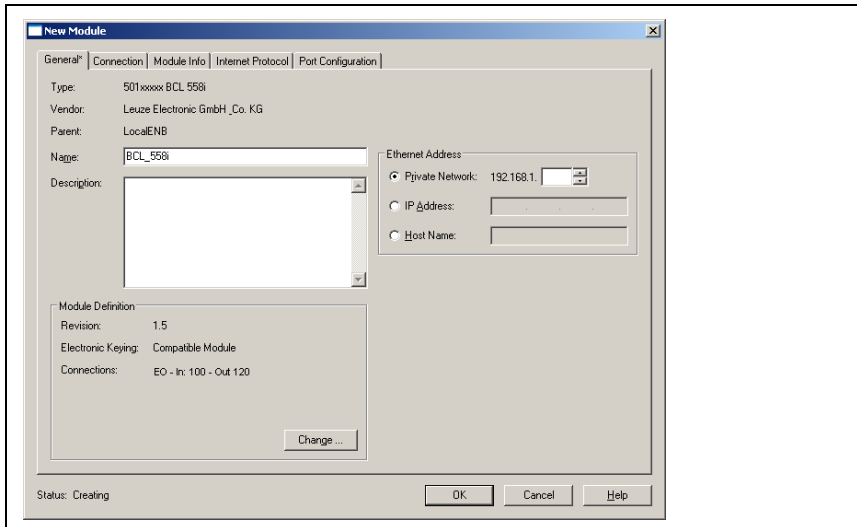 New Module
General* Connection Module Info Internet Protocol Port Configuration
Type: 501xxxxx BCL 558i
Vendor: Leuze Electronic GmbH _Co. KG
Parent: LocalENB
Name: BCL_558i
Description:
Ethernet Address
Private Network: 192.168.1.
IP Address:
Host Name:
Module Definition
Revision: 1.5
Electronic Keying: Compatible Module
Connections: EO - In: 100 - Out 120
Change ...
Status: Creating
OK Cancel Help